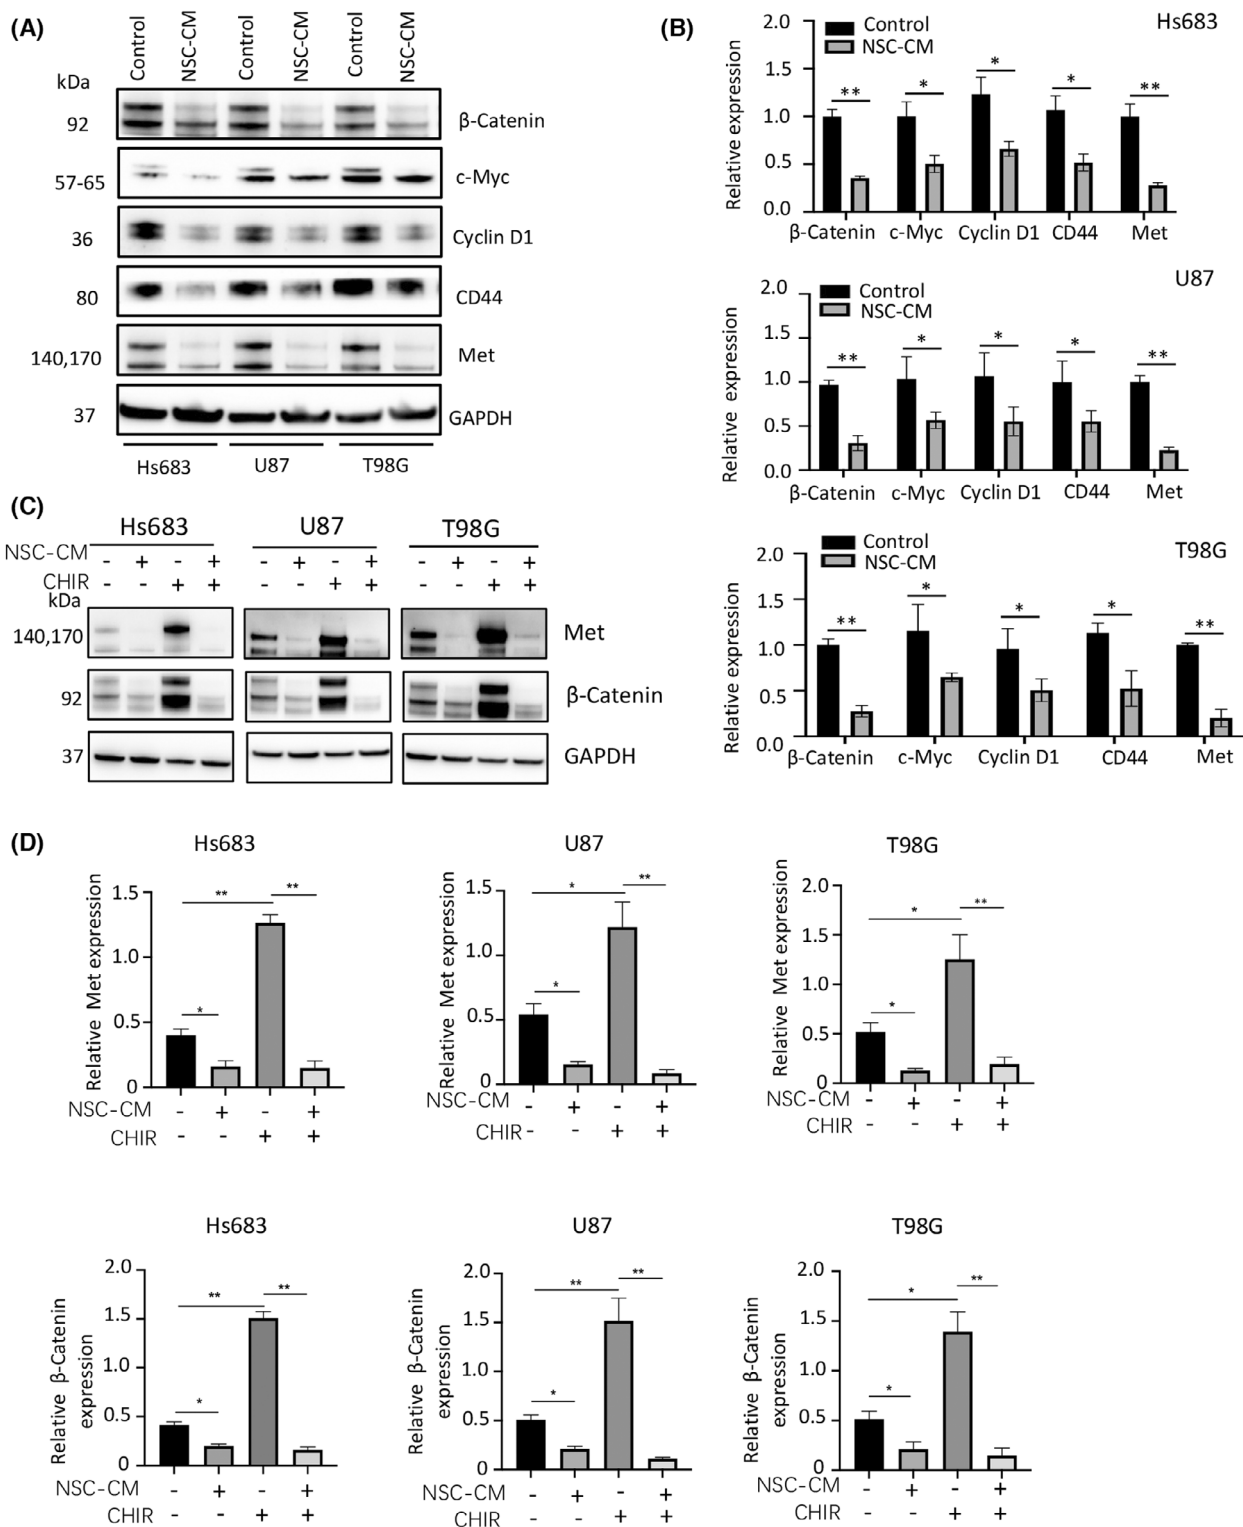 (A)
Control
NSC-CM
Control
NSC-CM
Control
NSC-CM
kDa
92
β-Catenin
57-65
c-Myc
36
Cyclin D1
80
CD44
140,170
Met
37
GAPDH
Hs683
U87
T98G
(B)
Hs683
Control
NSC-CM
Relative expression
2.0
1.5
1.0
0.5
0.0
** * * * **
β-Catenin c-Myc Cyclin D1 CD44 Met
U87
Control
NSC-CM
Relative expression
2.0
1.5
1.0
0.5
0.0
** * * * **
β-Catenin c-Myc Cyclin D1 CD44 Met
T98G
Control
NSC-CM
Relative expression
2.0
1.5
1.0
0.5
0.0
** * * * **
β-Catenin c-Myc Cyclin D1 CD44 Met
(C)
Hs683 U87 T98G
NSC-CM - + - + - + - + - + - +
CHIR - - + + - - + + - - + +
kDa
140,170
Met
92
β-Catenin
37
GAPDH
(D)
Hs683
Relative Met expression
1.5
1.0
0.5
0
* ** **
NSC-CM - + - +
CHIR - - + +
U87
Relative Met expression
1.5
1.0
0.5
0
* * **
NSC-CM - + - +
CHIR - - + +
T98G
Relative Met expression
2.0
1.5
1.0
0.5
0
* * **
NSC-CM - + - +
CHIR - - + +
Hs683
Relative β-Catenin
expression
2.0
1.5
1.0
0.5
0
* ** **
NSC-CM - + - +
CHIR - - + +
U87
Relative β-Catenin
expression
2.0
1.5
1.0
0.5
0
* ** **
NSC-CM - + - +
CHIR - - + +
T98G
Relative β-Catenin
expression
2.0
1.5
1.0
0.5
0
* * **
NSC-CM - + - +
CHIR - - + +